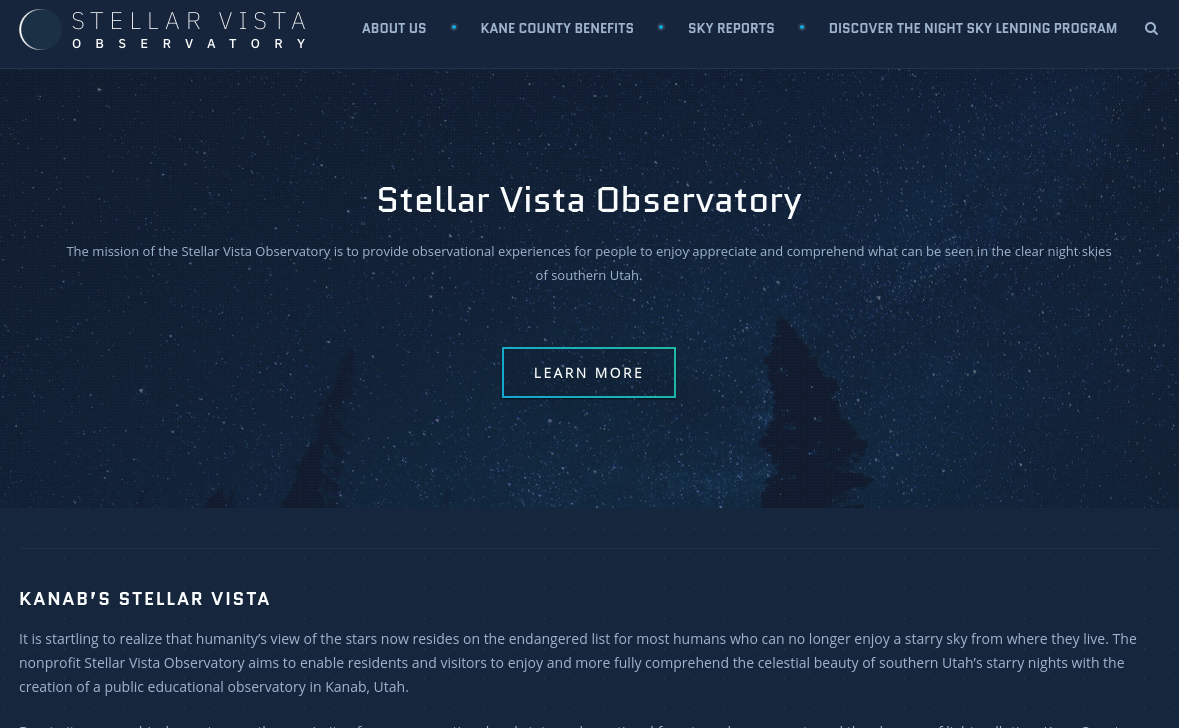 STELLAR VISTA
OBSERVATORY
ABOUT US
KANE COUNTY BENEFITS
SKY REPORTS
DISCOVER THE NIGHT SKY LENDING PROGRAM
Stellar Vista Observatory
The mission of the Stellar Vista Observatory is to provide observational experiences for people to enjoy appreciate and comprehend what can be seen in the clear night skies
of southern Utah.
LEARN MORE
KANAB’S STELLAR VISTA
It is startling to realize that humanity’s view of the stars now resides on the endangered list for most humans who can no longer enjoy a starry sky from where they live. The
nonprofit Stellar Vista Observatory aims to enable residents and visitors to enjoy and more fully comprehend the celestial beauty of southern Utah’s starry nights with the
creation of a public educational observatory in Kanab, Utah.